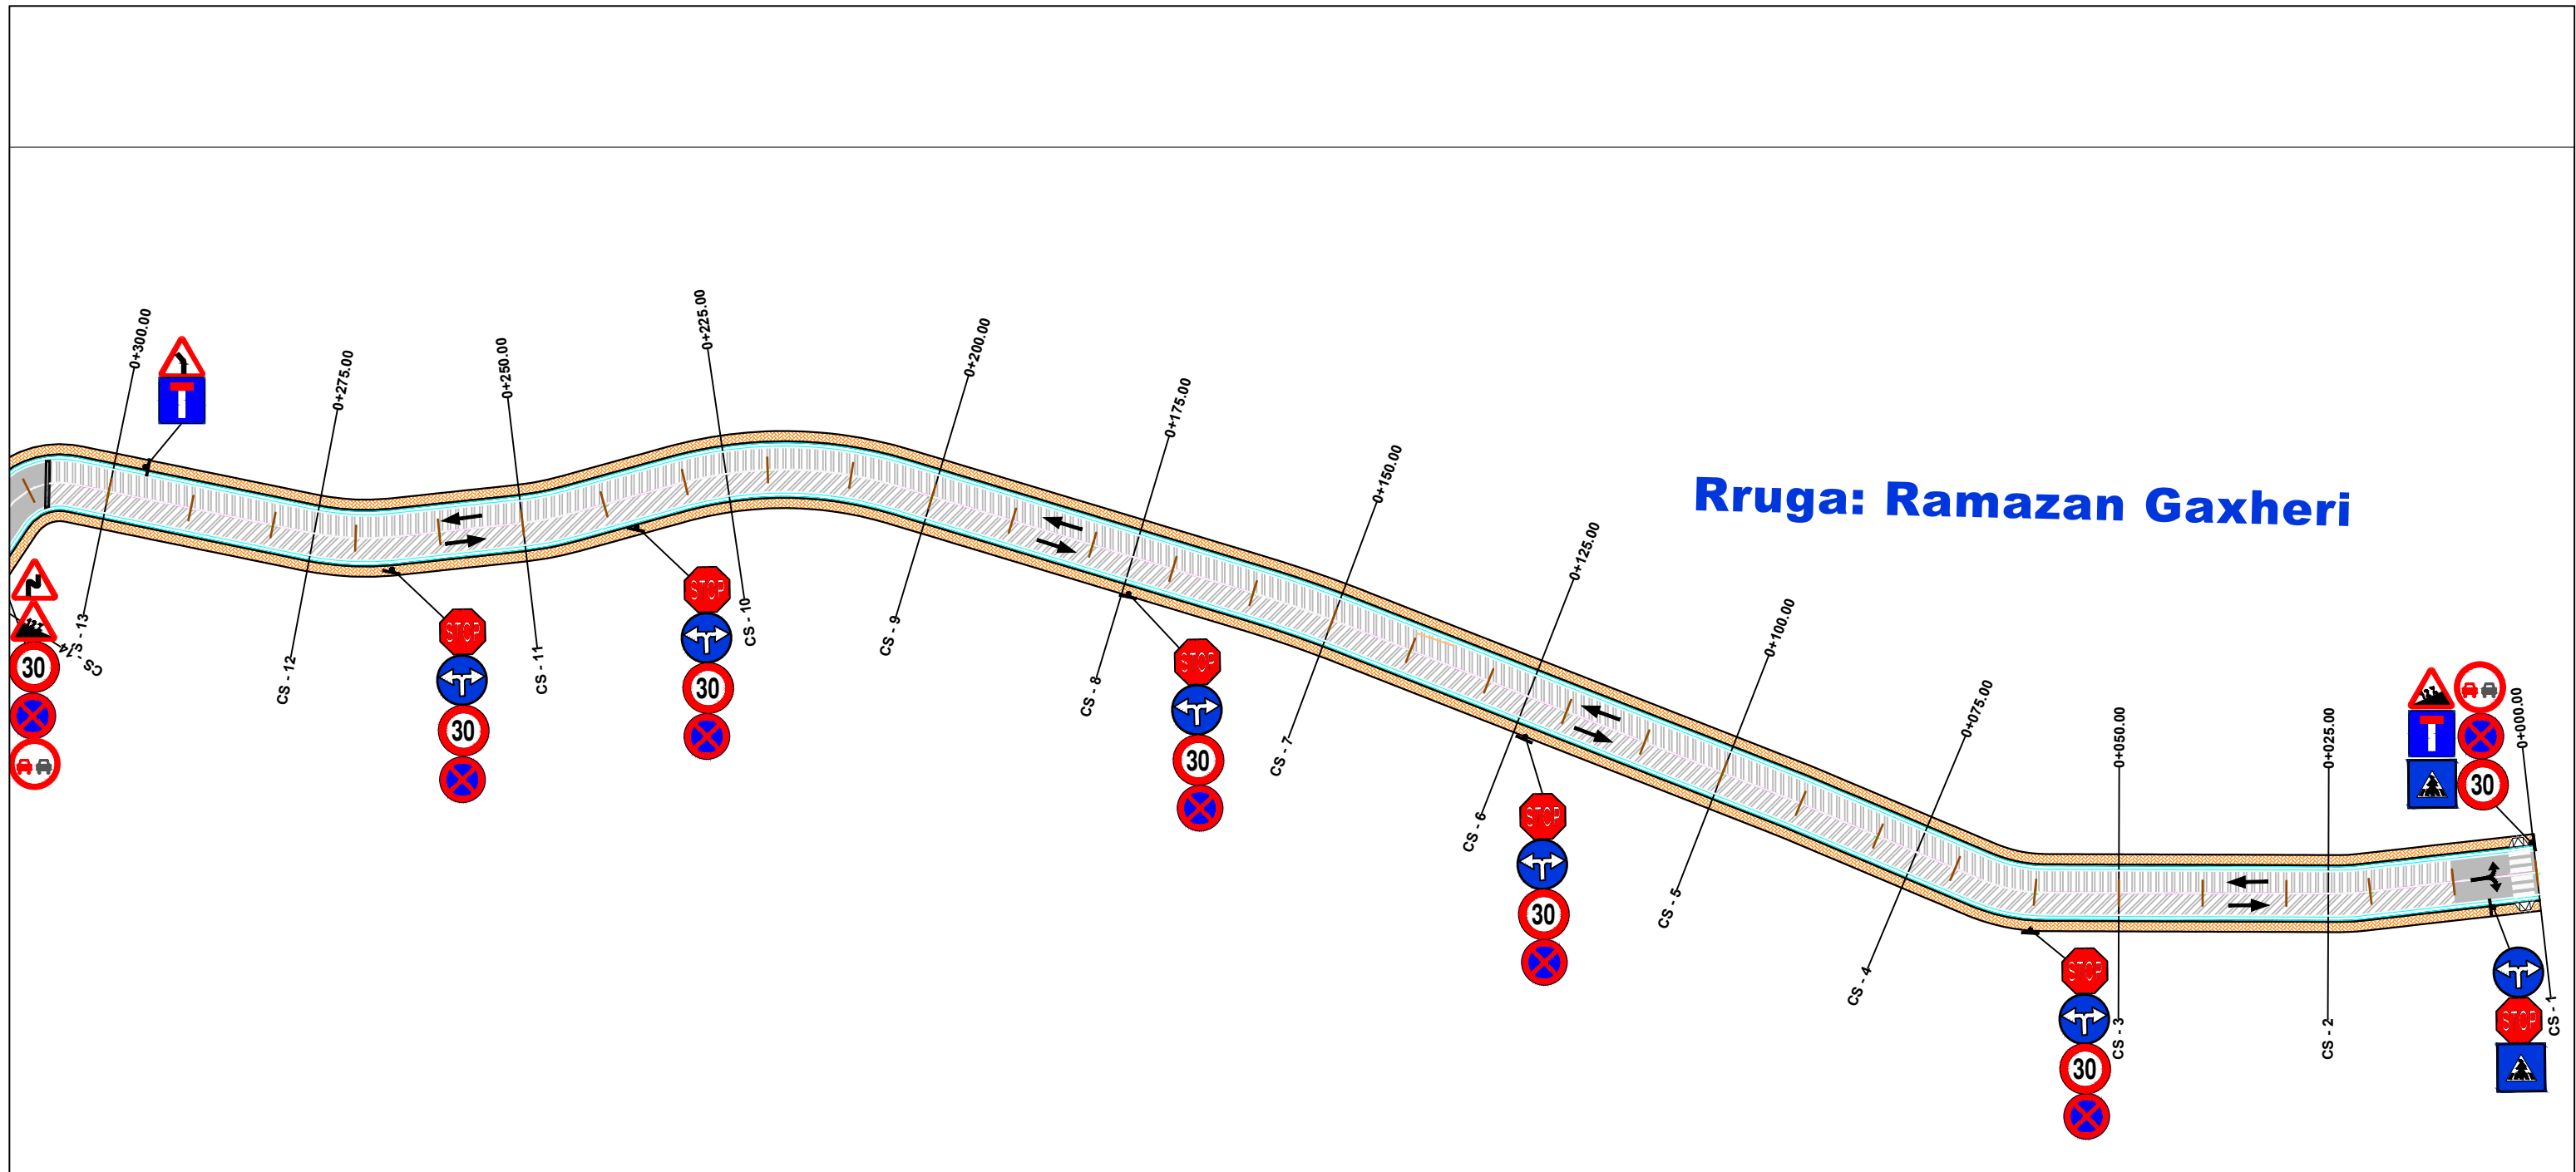 0+300.00
0+275.00
0+250.00
0+225.00
0+200.00
0+175.00
0+150.00
0+125.00
0+100.00
0+075.00
0+050.00
0+025.00
0+000.00
Rruga: Ramazan Gaxheri
CS - 14
CS - 13
CS - 12
CS - 11
CS - 10
CS - 9
CS - 8
CS - 7
CS - 6
CS - 5
CS - 4
CS - 3
CS - 2
CS - 1
30
STOP
30
STOP
30
STOP
30
STOP
30
STOP
30
30
STOP